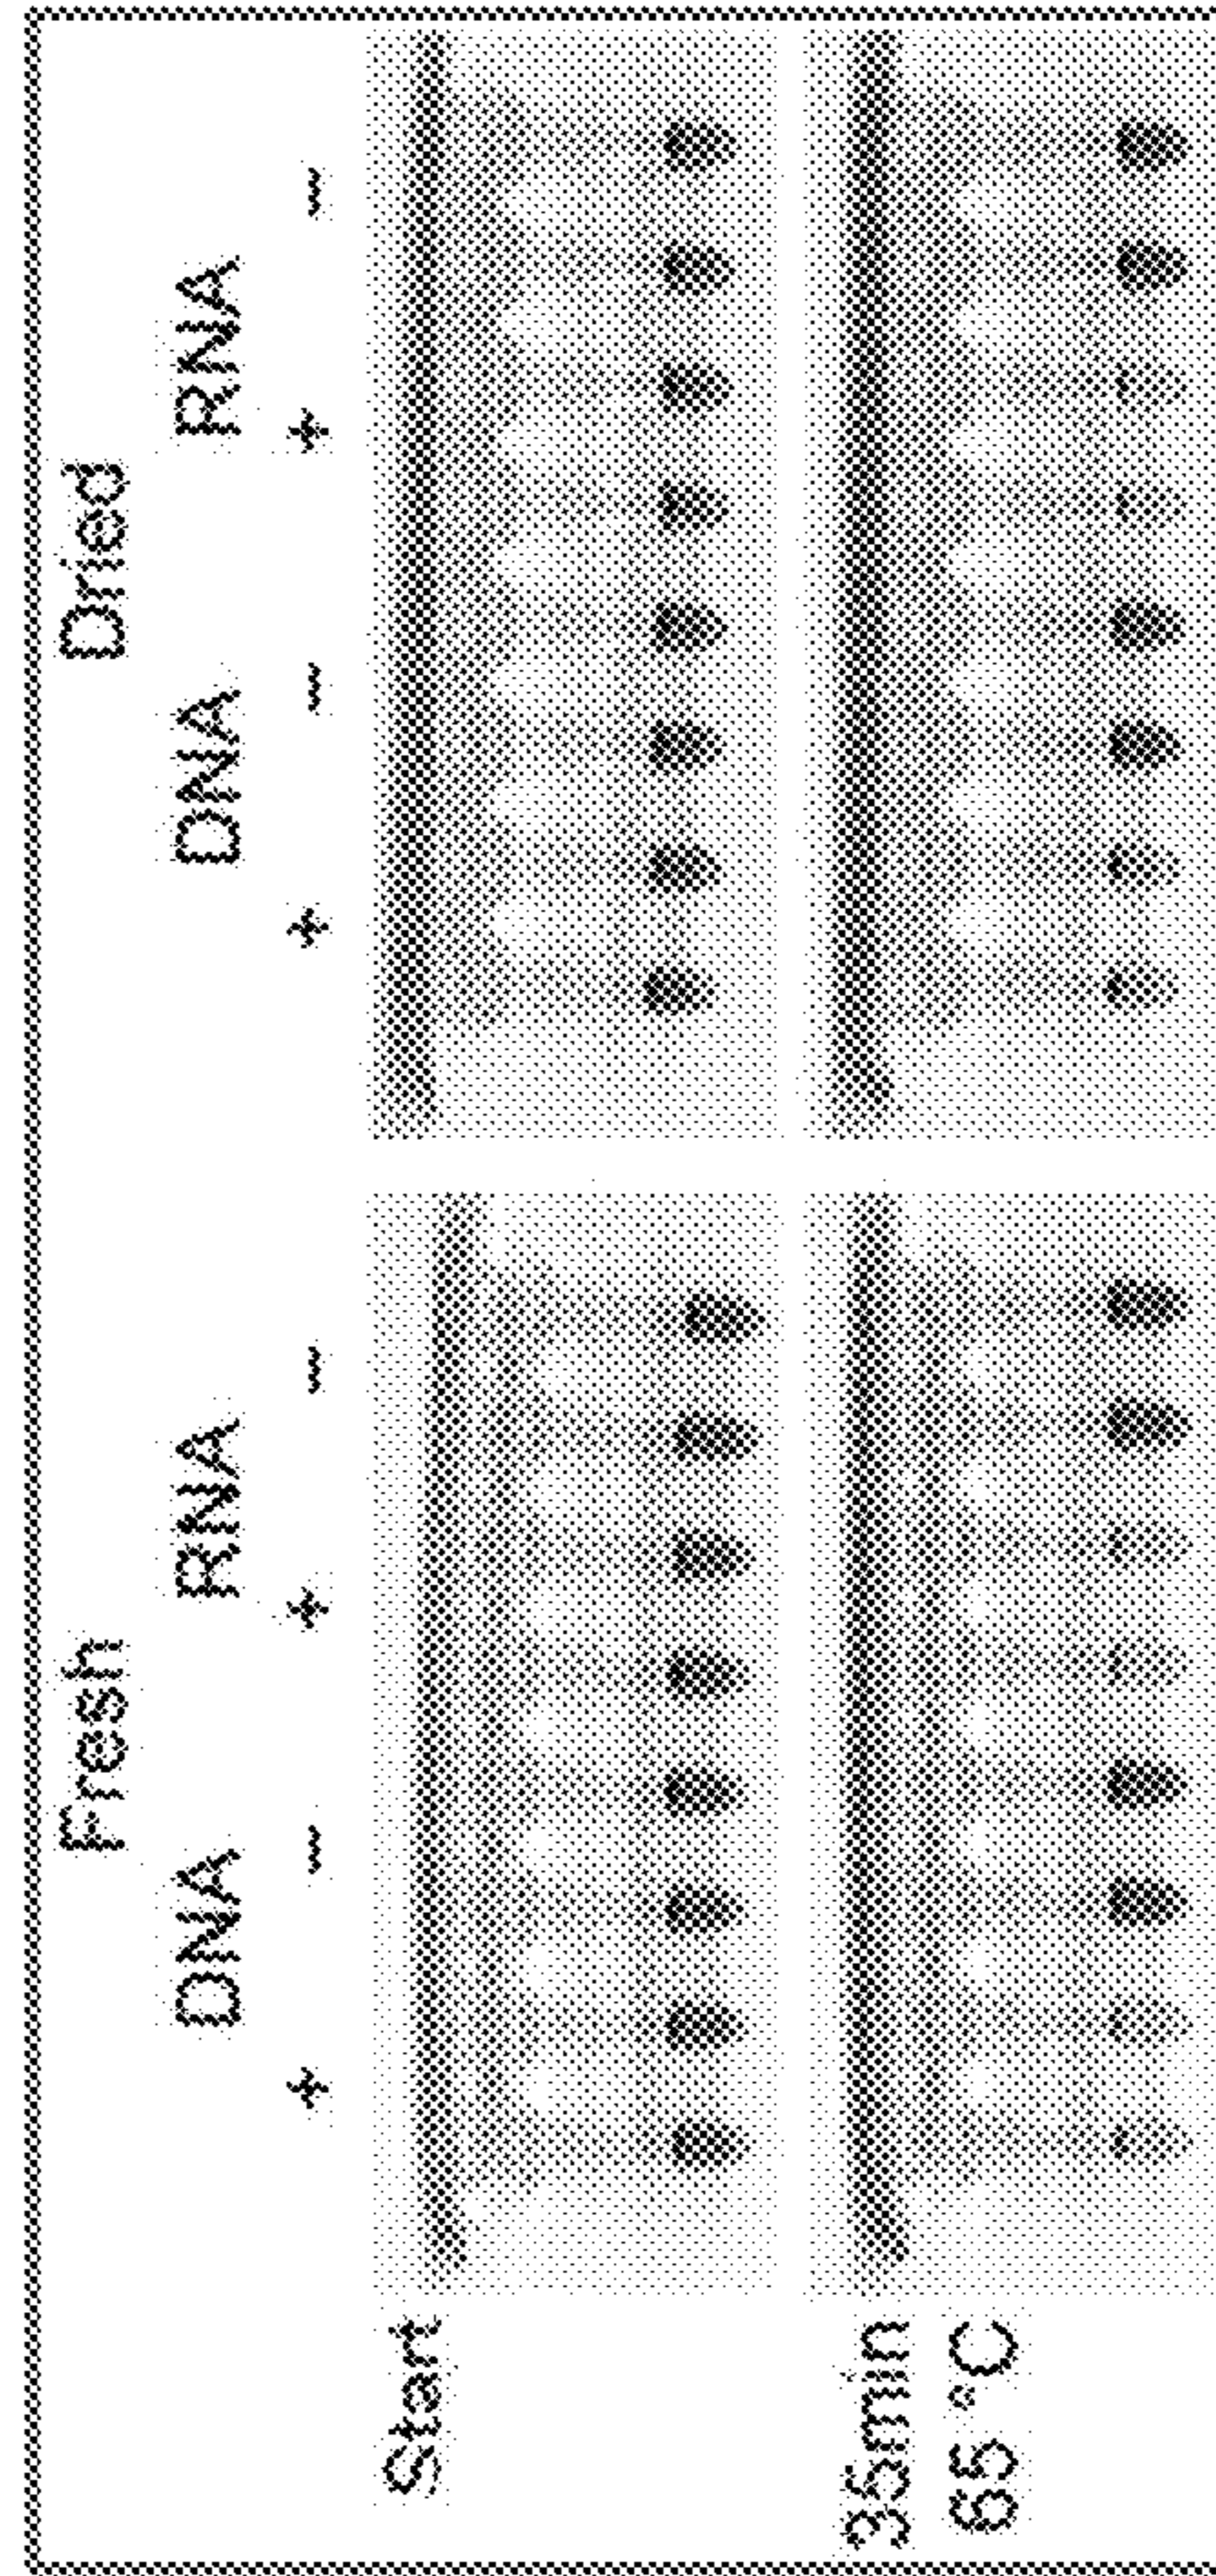 Fresh Dried
DNA RNA DNA RNA
+ - + - + - + -
Start
35min
65 °C